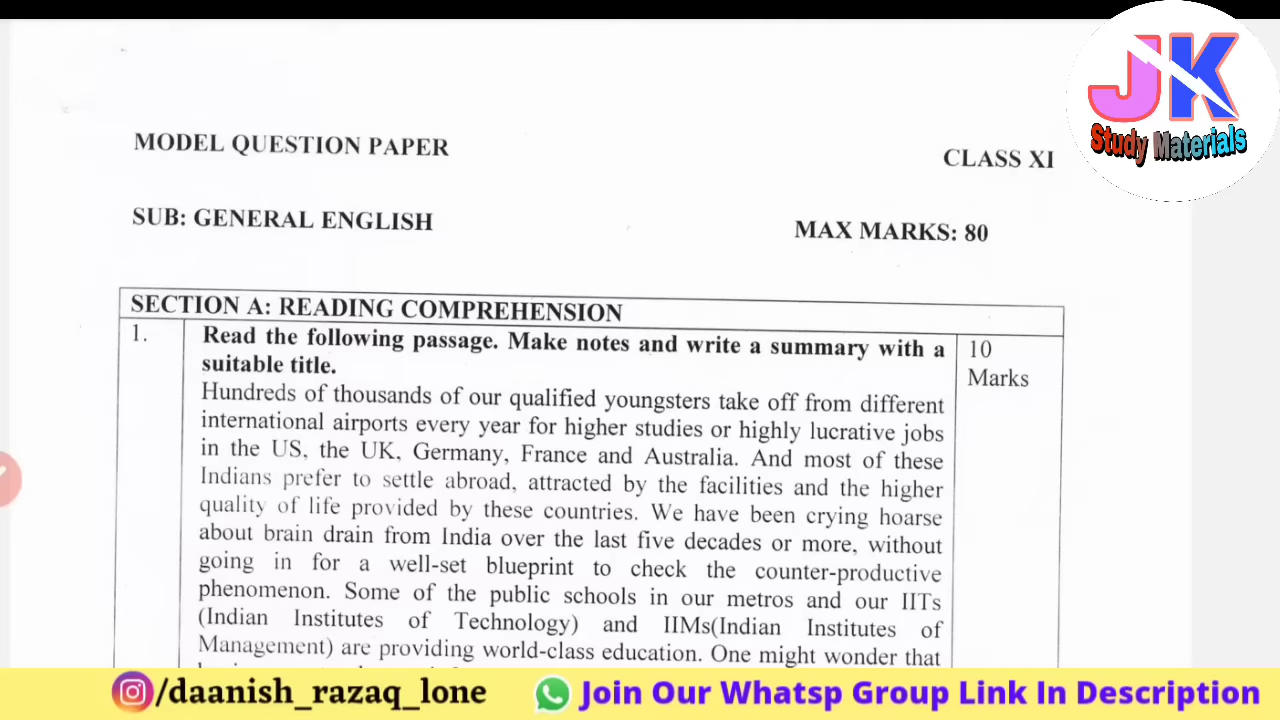 JK
Study Materials
MODEL QUESTION PAPER
CLASS XI
SUB: GENERAL ENGLISH
MAX MARKS: 80
SECTION A: READING COMPREHENSION
1.
Read the following passage. Make notes and write a summary with a
suitable title.
10
Marks
Hundreds of thousands of our qualified youngsters take off from different
international airports every year for higher studies or highly lucrative jobs
in the US, the UK, Germany, France and Australia. And most of these
Indians prefer to settle abroad, attracted by the facilities and the higher
quality of life provided by these countries. We have been crying hoarse
about brain drain from India over the last five decades or more, without
going in for a well-set blueprint to check the counter-productive
phenomenon. Some of the public schools in our metros and our IITs
(Indian Institutes of Technology) and IIMs(Indian Institutes of
Management) are providing world-class education. One might wonder that
/daanish_razaq_lone
Join Our Whatsp Group Link In Description